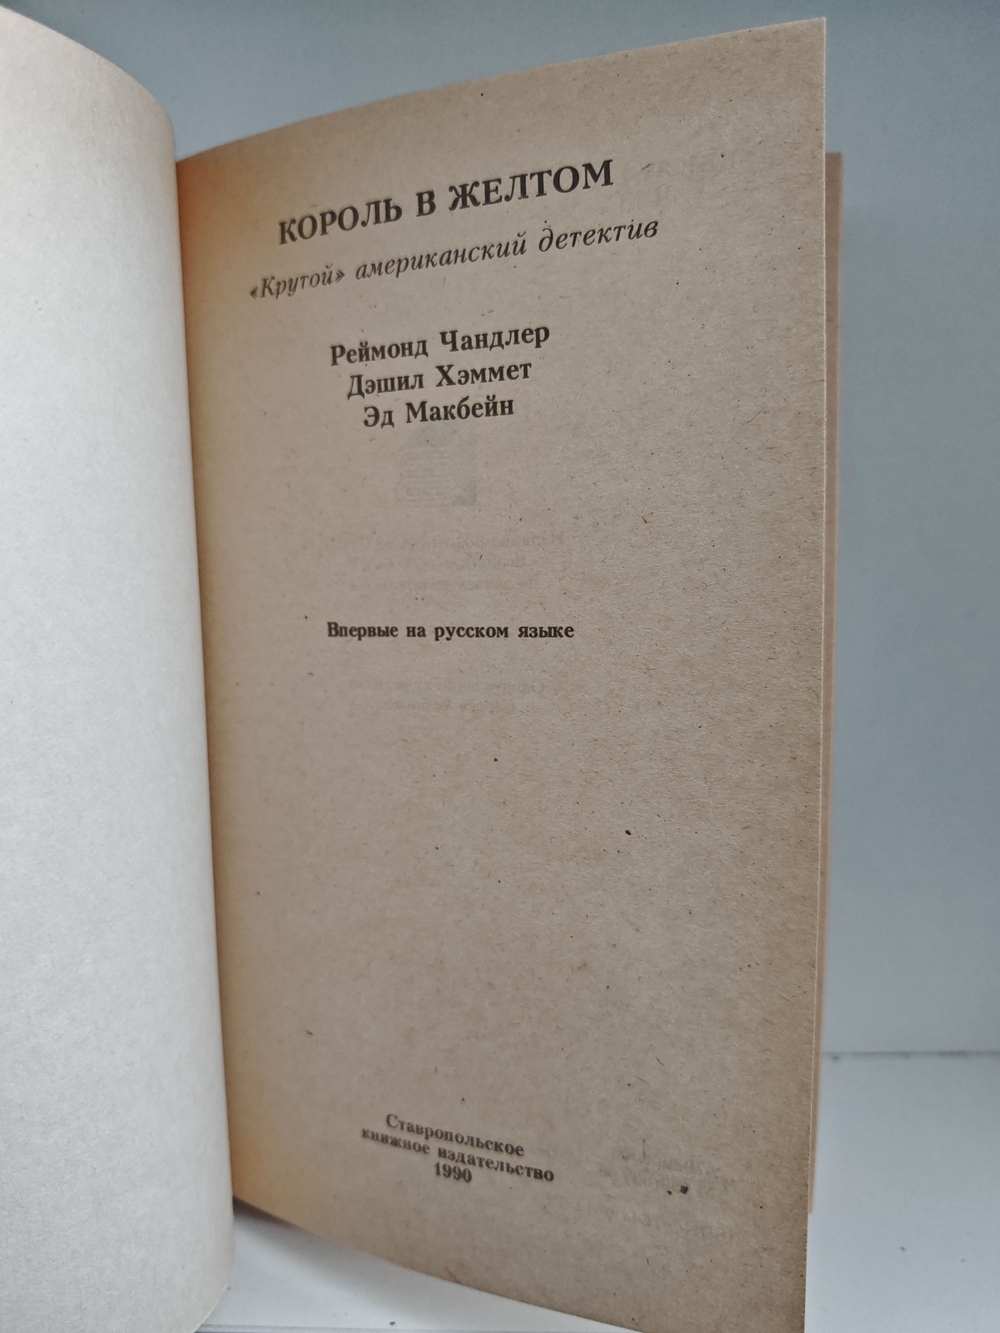 КОРОЛЬ В ЖЕЛТОМ
«Крутой» американский детектив
Реймонд Чандлер
Дэшил Хэммет
Эд Макбейн
Впервые на русском языке
Ставропольское
книжное издательство
1990